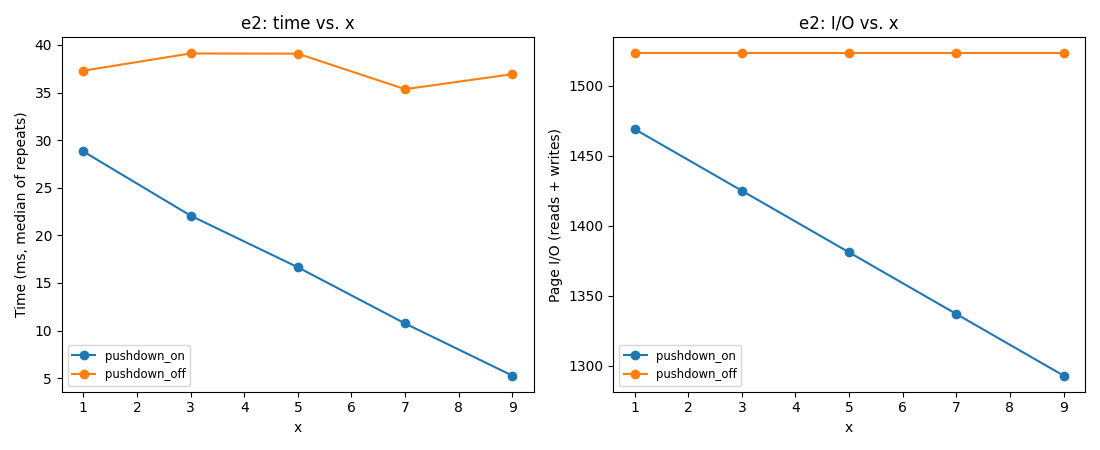 e2: time vs. x
Time (ms, median of repeats)
40
35
30
25
20
15
10
5
pushdown_on
pushdown_off
1 2 3 4 5 6 7 8 9
x
e2: I/O vs. x
Page I/O (reads + writes)
1500
1450
1400
1350
1300
pushdown_on
pushdown_off
1 2 3 4 5 6 7 8 9
x